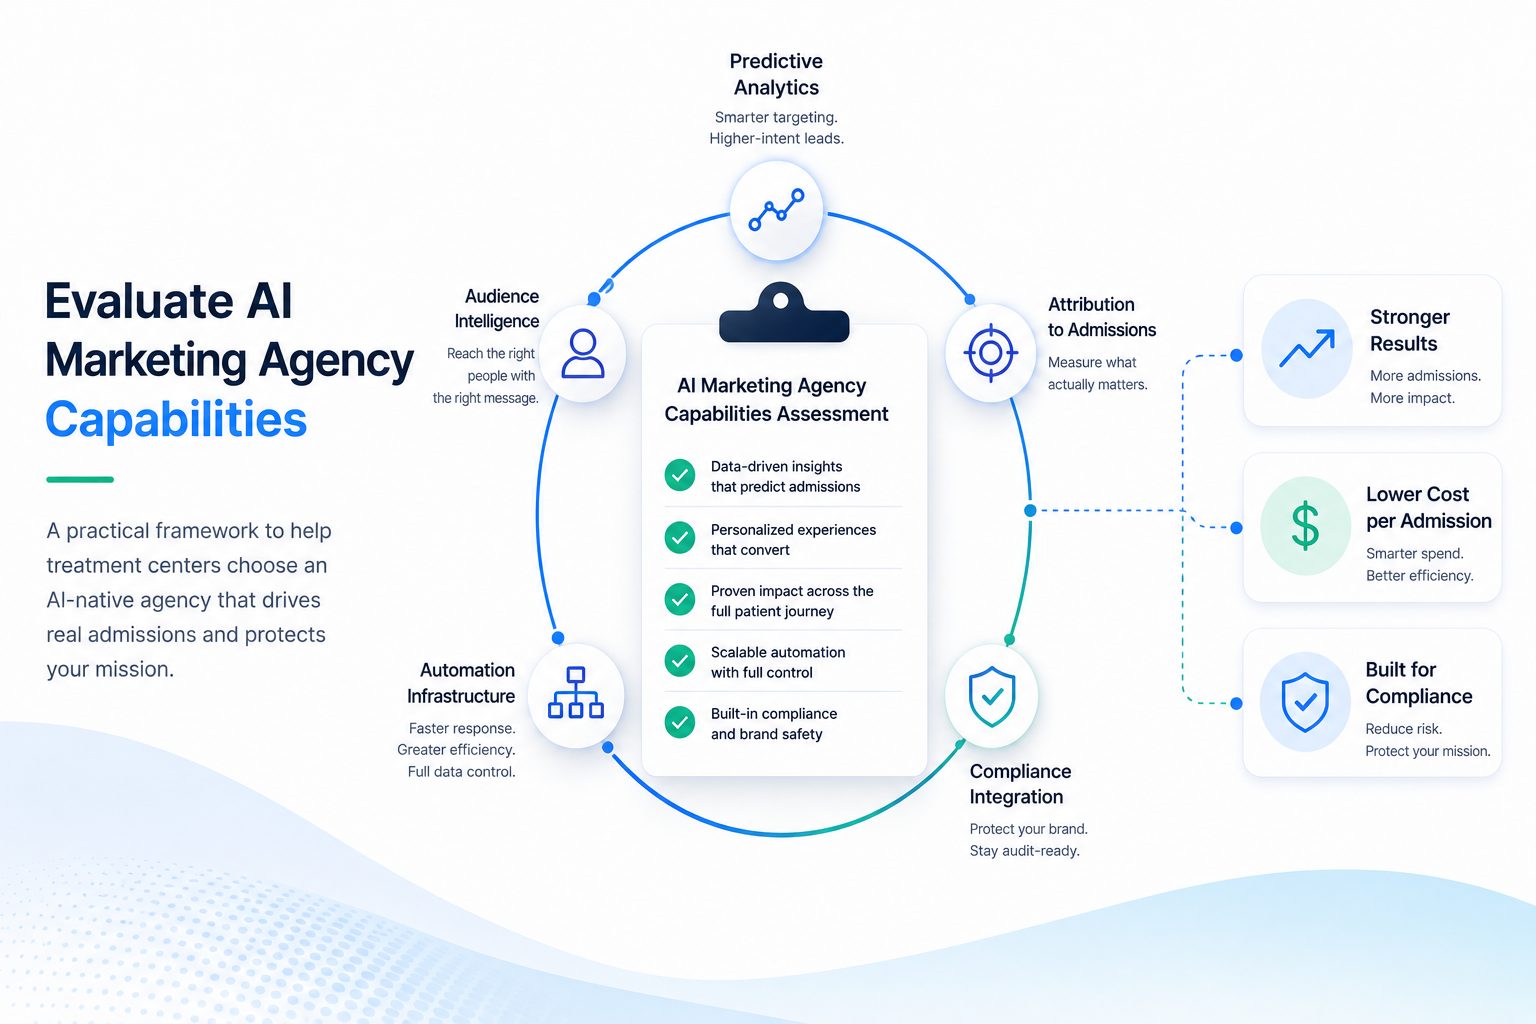 Evaluate AI
Marketing Agency
Capabilities
A practical framework to help
treatment centers choose an
AI-native agency that drives
real admissions and protects
your mission.
Predictive
Analytics
Smarter targeting.
Higher-intent leads.
Audience
Intelligence
Reach the right
people with
the right message.
Attribution
to Admissions
Measure what
actually matters.
Automation
Infrastructure
Faster response.
Greater efficiency.
Full data control.
Compliance
Integration
Protect your brand.
Stay audit-ready.
AI Marketing Agency
Capabilities Assessment
Data-driven insights
that predict admissions
Personalized experiences
that convert
Proven impact across the
full patient journey
Scalable automation
with full control
Built-in compliance
and brand safety
Stronger
Results
More admissions.
More impact.
$
Lower Cost
per Admission
Smarter spend.
Better efficiency.
Built for
Compliance
Reduce risk.
Protect your mission.